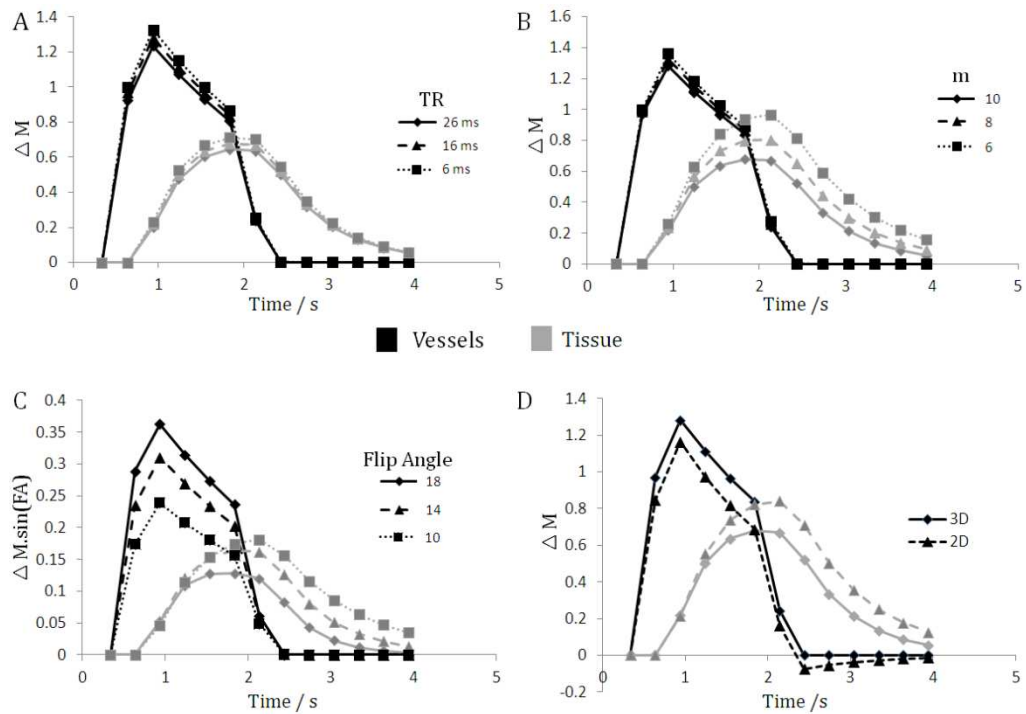 A
1.4
1.2
1
0.8
0.6
0.4
0.2
0
△ M
0 1 2 3 4 5
Time / s
TR
26 ms
16 ms
6 ms
B
1.6
1.4
1.2
1
0.8
0.6
0.4
0.2
0
△ M
0 1 2 3 4 5
Time / s
m
10
8
6
Vessels Tissue
C
0.4
0.35
0.3
0.25
0.2
0.15
0.1
0.05
0
△ M.sin(FA)
0 1 2 3 4 5
Time / s
Flip Angle
18
14
10
D
1.4
1.2
1
0.8
0.6
0.4
0.2
0
-0.2
△ M
0 1 2 3 4 5
Time / s
3D
2D